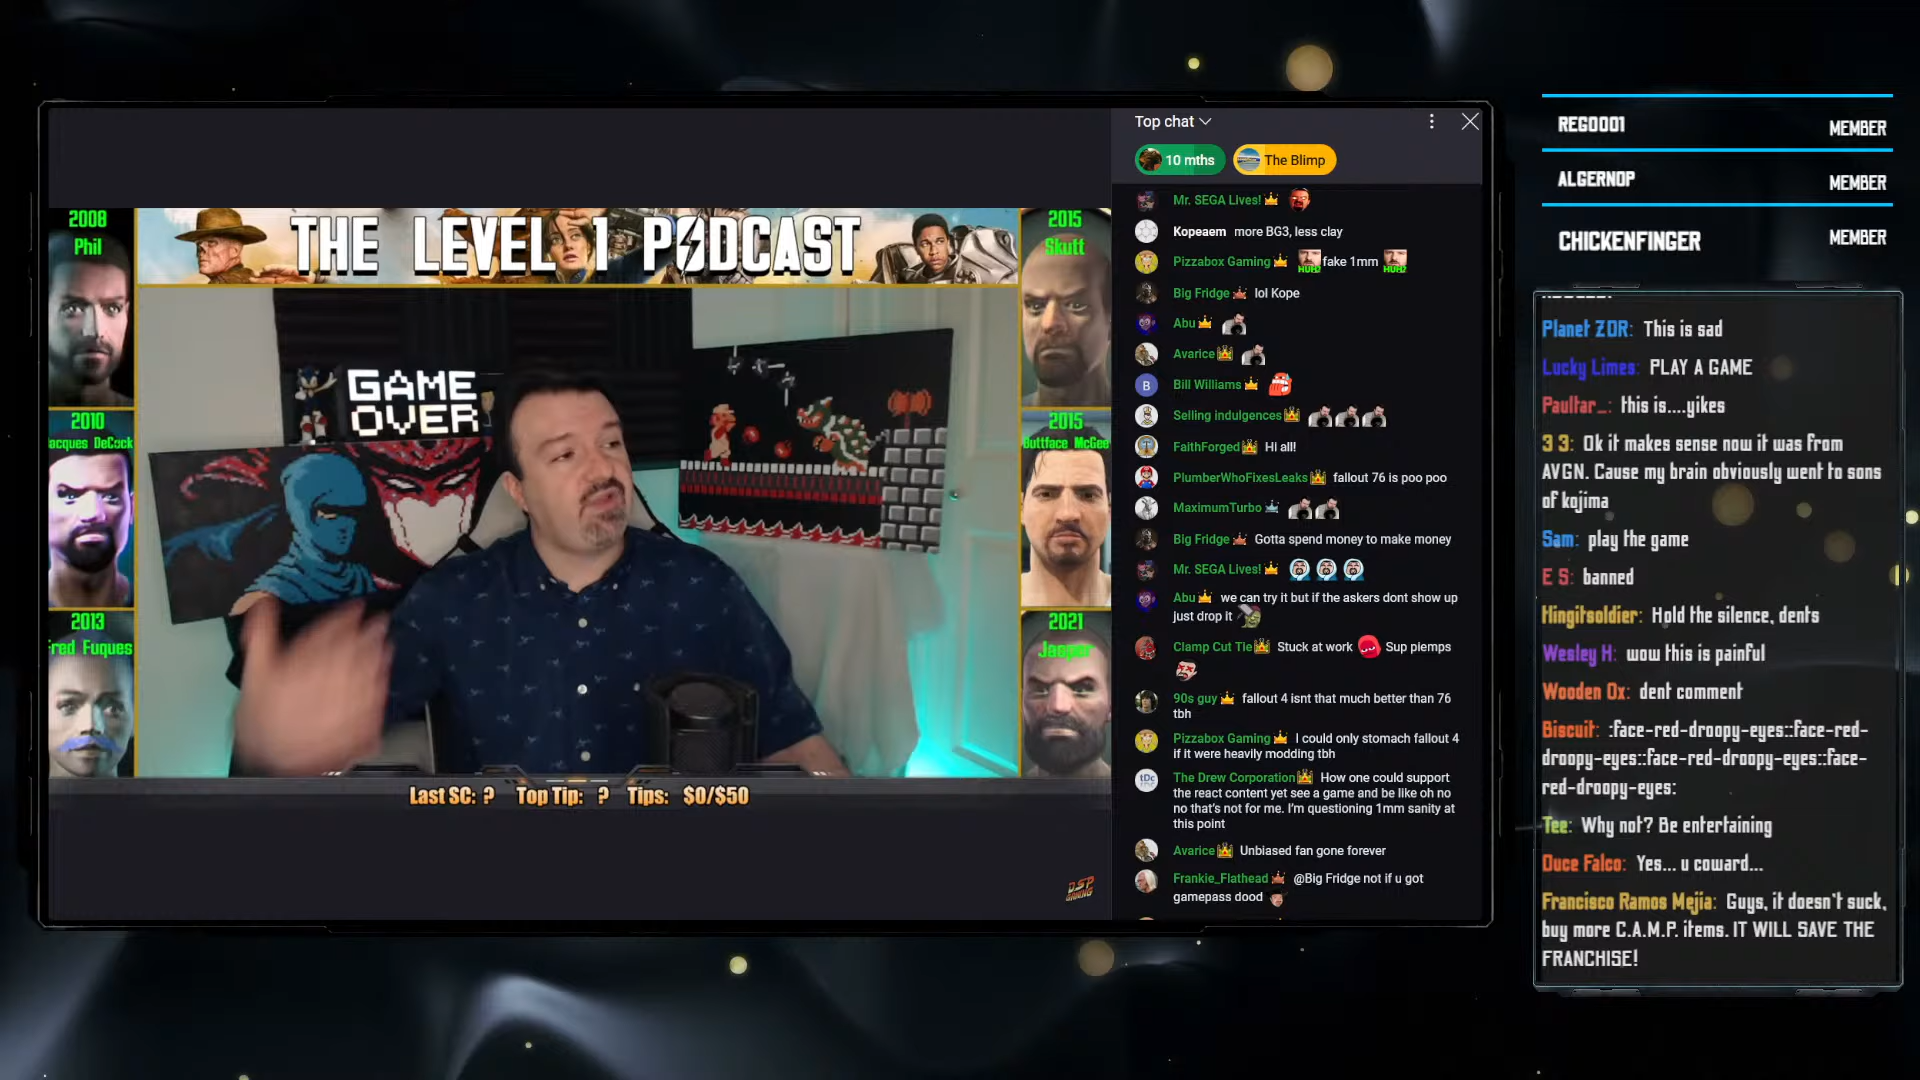 2008
Phil
2010
acques DeCock
2013
red Fuques
THE LEVEL 1 PODCAST
GAME
OVER
2015
Skutt
2015
Buttface McGee
2021
Jasper
Last SC: ? Top Tip: ? Tips: $0/$50
DSP
GAMING
Top chat
10 mths
The Blimp
Mr. SEGA Lives!
Kopeaem more BG3, less clay
Pizzabox Gaming fake 1mm
Big Fridge lol Kope
Abu
Avarice
B
Bill Williams
Selling indulgences
FaithForged Hi all!
PlumberWhoFixesLeaks fallout 76 is poo poo
MaximumTurbo
Big Fridge Gotta spend money to make money
Mr. SEGA Lives!
Abu we can try it but if the askers dont show up
just drop it
Clamp Cut Tie Stuck at work Sup piemps
90s guy fallout 4 isnt that much better than 76
tbh
Pizzabox Gaming I could only stomach fallout 4
if it were heavily modding tbh
tDc
The Drew Corporation How one could support
the react content yet see a game and be like oh no
no that's not for me. I'm questioning 1mm sanity at
this point
Avarice Unbiased fan gone forever
Frankie_Flathead @Big Fridge not if u got
gamepass dood
REG0001 MEMBER
ALGERNOP MEMBER
CHICKENFINGER MEMBER
Planet ZDR: This is sad
Lucky Limes: PLAY A GAME
Paultar_: this is....yikes
3 3: Ok it makes sense now it was from
AVGN. Cause my brain obviously went to sons
of kojima
Sam: play the game
E S: banned
Hingitsoldier: Hold the silence, dents
Wesley H: wow this is painful
Wooden Ox: dent comment
Biscuit: :face-red-droopy-eyes::face-red-
droopy-eyes::face-red-droopy-eyes::face-
red-droopy-eyes:
Tee: Why not? Be entertaining
Duce Falco: Yes... u coward...
Francisco Ramos Mejia: Guys, it doesn't suck,
buy more C.A.M.P. items. IT WILL SAVE THE
FRANCHISE!